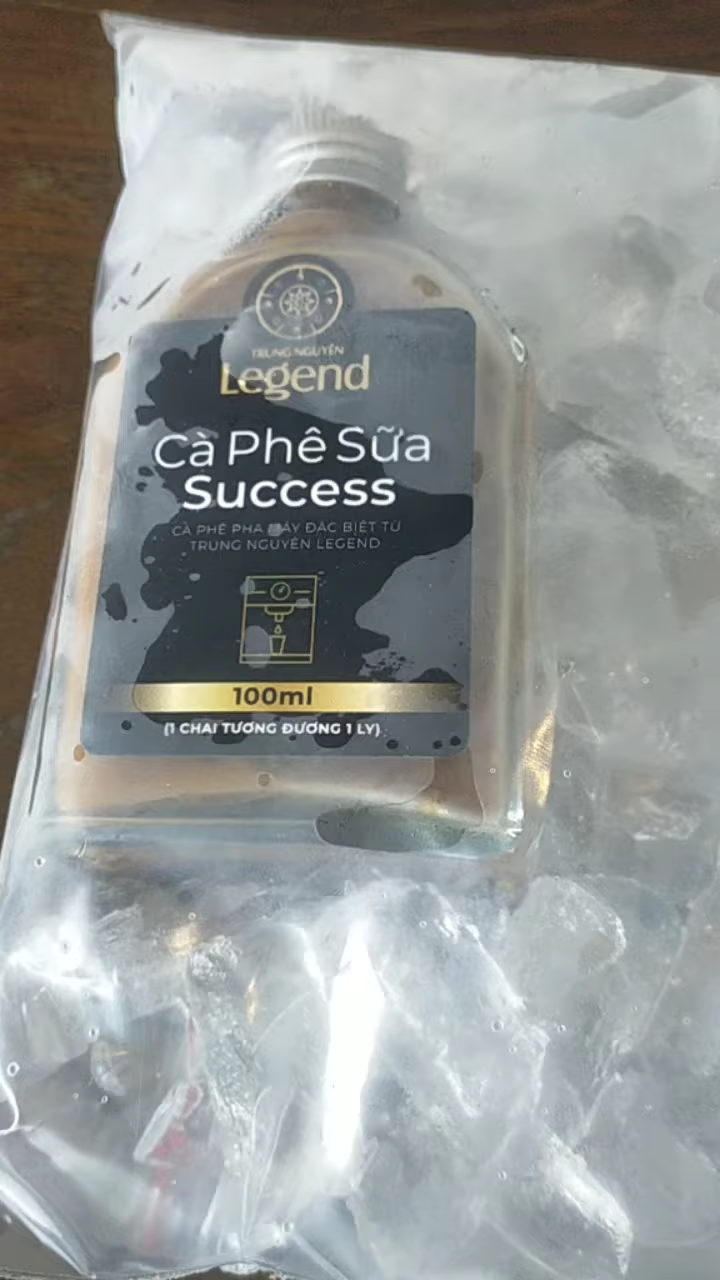 TRUNG NGUYÊN
Legend
Cà Phê Sữa
Success
CÀ PHÊ PHA MÁY ĐẶC BIỆT TỪ
TRUNG NGUYÊN LEGEND
100ml
(1 CHAI TƯƠNG ĐƯƠNG 1 LY)